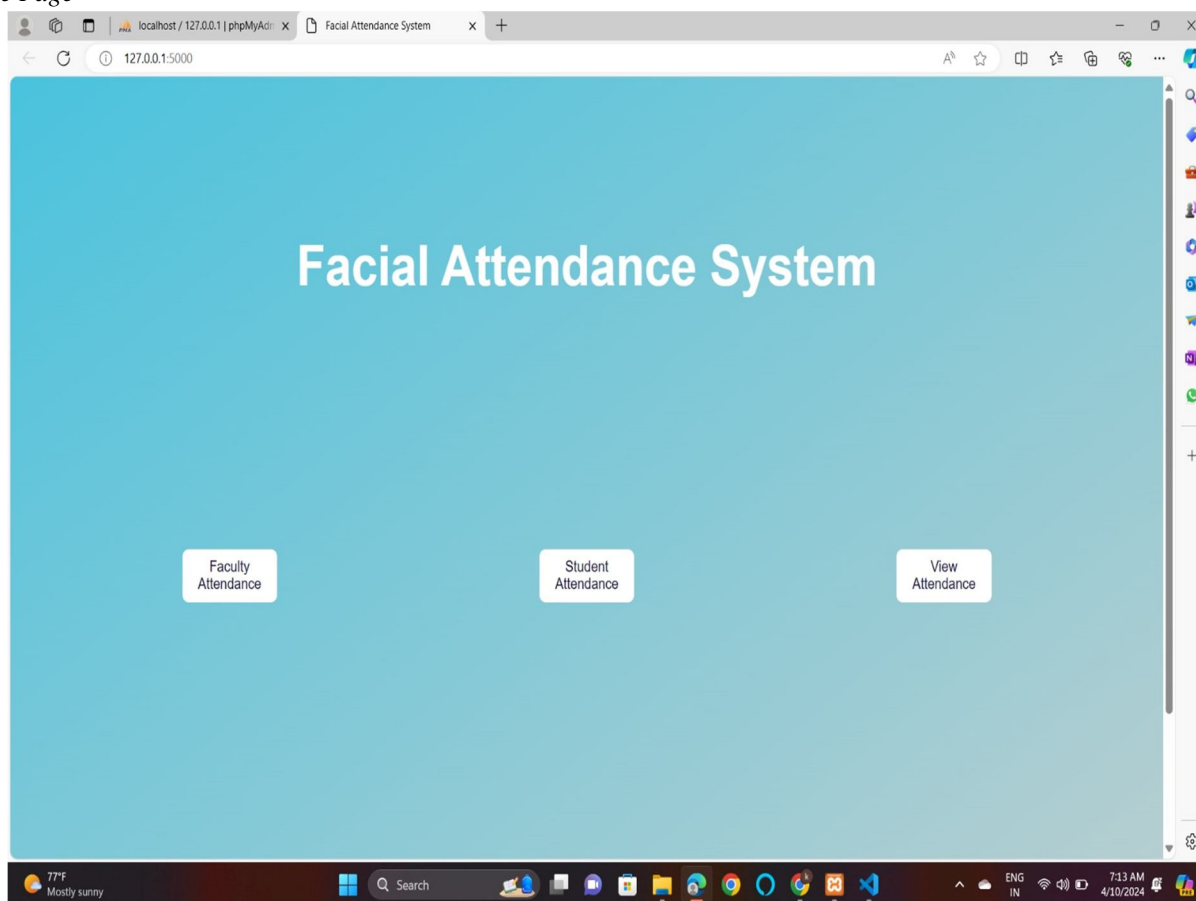 e Page
localhost / 127.0.0.1 | phpMyAdm
Facial Attendance System
127.0.0.1:5000
Facial Attendance System
Faculty
Attendance
Student
Attendance
View
Attendance
77°F
Mostly sunny
Search
ENG
IN
7:13 AM
4/10/2024